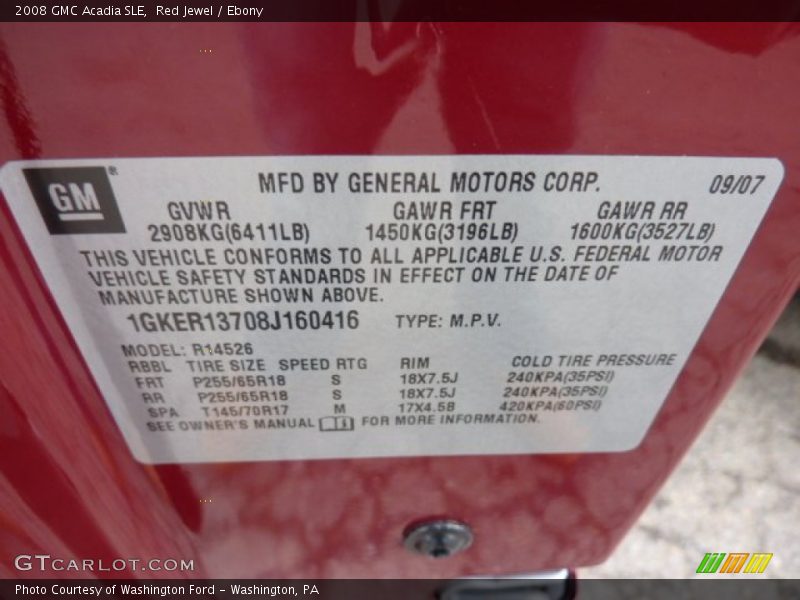 2008 GMC Acadia SLE, Red Jewel / Ebony
GM®
MFD BY GENERAL MOTORS CORP. 09/07
GVWR GAWR FRT GAWR RR
2908KG(6411LB) 1450KG(3196LB) 1600KG(3527LB)
THIS VEHICLE CONFORMS TO ALL APPLICABLE U.S. FEDERAL MOTOR
VEHICLE SAFETY STANDARDS IN EFFECT ON THE DATE OF
MANUFACTURE SHOWN ABOVE.
1GKER13708J160416 TYPE: M.P.V.
MODEL: R14526
RBBL TIRE SIZE SPEED RTG RIM COLD TIRE PRESSURE
FRT P255/65R18 S 18X7.5J 240KPA(35PSI)
RR P255/65R18 S 18X7.5J 240KPA(35PSI)
SPA T145/70R17 M 17X4.5B 420KPA(60PSI)
SEE OWNER'S MANUAL FOR MORE INFORMATION.
GTCARLOT.COM
Photo Courtesy of Washington Ford - Washington, PA